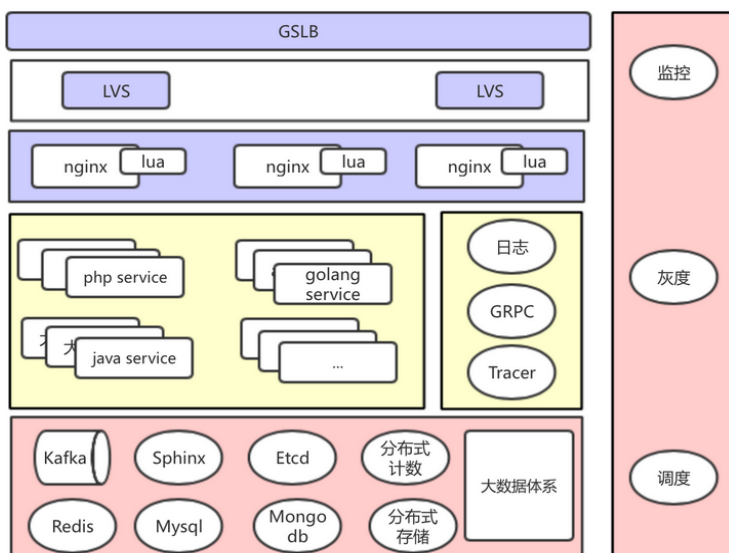 GSLB
LVS
LVS
nginx
lua
nginx
lua
nginx
lua
php service
golang
service
java service
...
日志
GRPC
Tracer
Kafka
Sphinx
Etcd
分布式
计数
Redis
Mysql
Mongo
db
分布式
存储
大数据体系
监控
灰度
调度